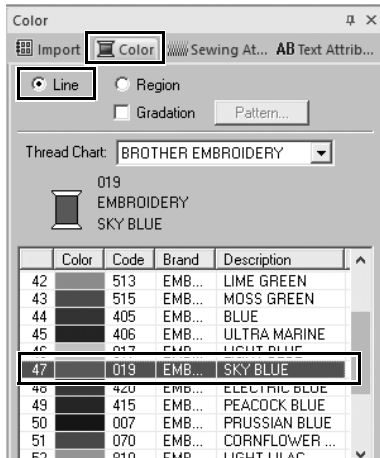 Color
Import Color Sewing At... AB Text Attrib...
Line Region
Gradation Pattern...
Thread Chart: BROTHER EMBROIDERY
019
EMBROIDERY
SKY BLUE
Color Code Brand Description
42 513 EMB... LIME GREEN
43 515 EMB... MOSS GREEN
44 405 EMB... BLUE
45 406 EMB... ULTRA MARINE
47 019 EMB... SKY BLUE
48 420 EMB... ELECTRIC BLUE
49 415 EMB... PEACOCK BLUE
50 007 EMB... PRUSSIAN BLUE
51 070 EMB... CORNFLOWER ...